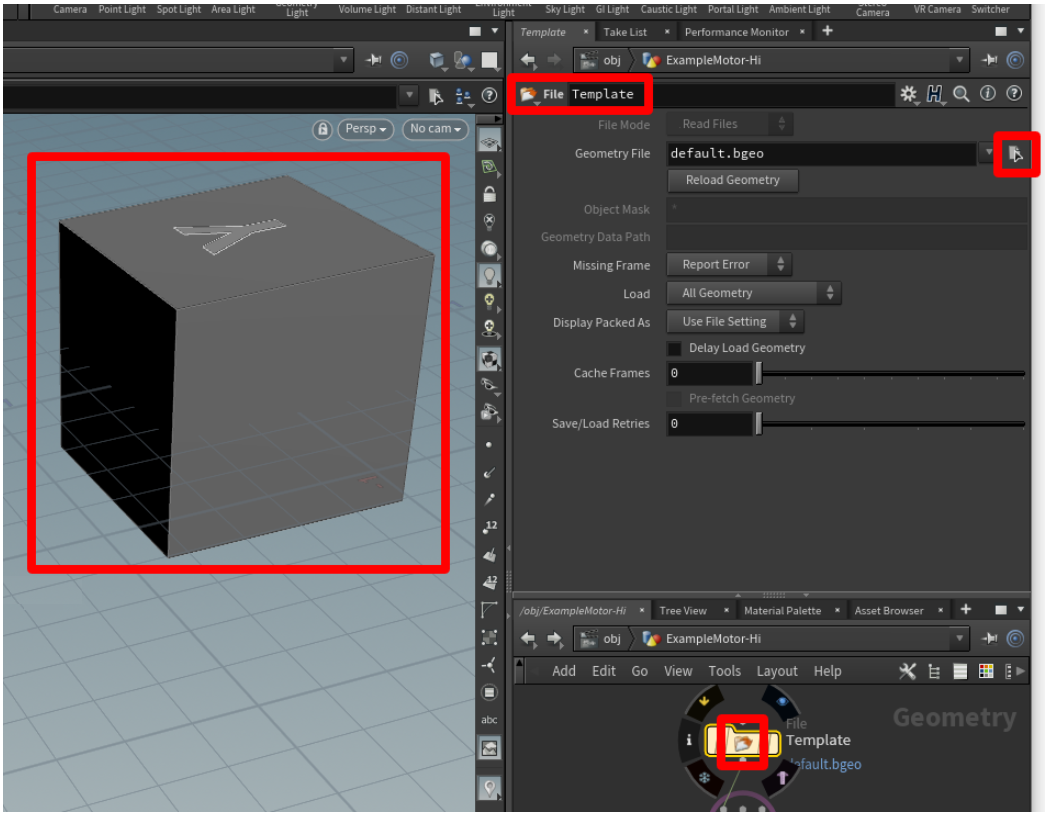 Camera Point Light Spot Light Area Light Geometry Light Volume Light Distant Light Environment Light Sky Light GI Light Caustic Light Portal Light Ambient Light Stereo Camera VR Camera Switcher
Template × Take List × Performance Monitor × +
obj ExampleMotor-Hi
File Template
Persp No cam
File Mode Read Files
Geometry File default.bgeo
Reload Geometry
Object Mask *
Geometry Data Path
Missing Frame Report Error
Load All Geometry
Display Packed As Use File Setting
Delay Load Geometry
Cache Frames 0
Pre-fetch Geometry
Save/Load Retries 0
Y
12
12
abc
/obj/ExampleMotor-Hi × Tree View × Material Palette × Asset Browser × +
obj ExampleMotor-Hi
Add Edit Go View Tools Layout Help
Geometry
File
Template
default.bgeo